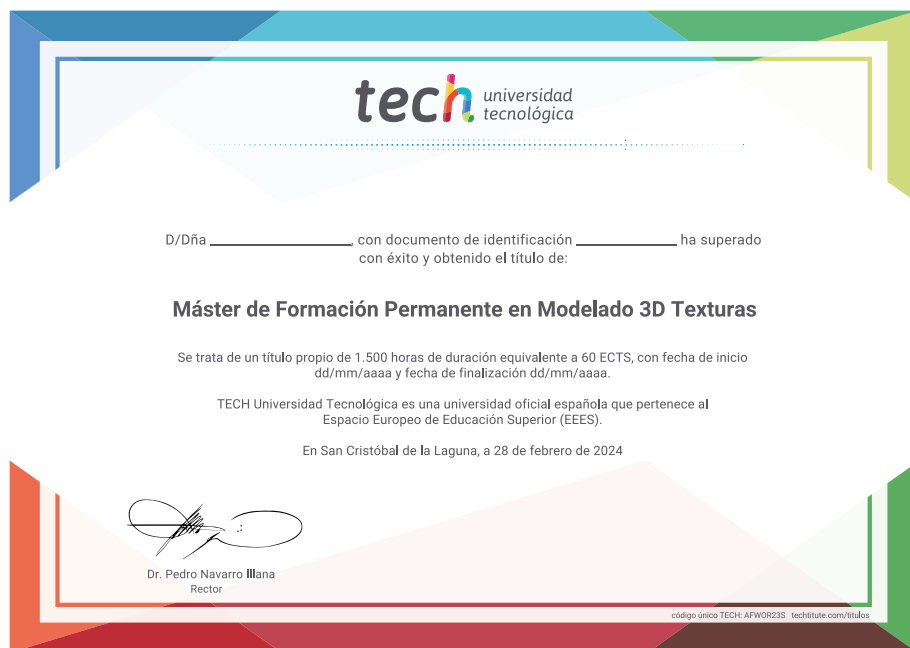 tech universidad
tecnológica
D/Dña ________________, con documento de identificación ____________ ha superado
con éxito y obtenido el título de:
Máster de Formación Permanente en Modelado 3D Texturas
Se trata de un título propio de 1.500 horas de duración equivalente a 60 ECTS, con fecha de inicio
dd/mm/aaaa y fecha de finalización dd/mm/aaaa.
TECH Universidad Tecnológica es una universidad oficial española que pertenece al
Espacio Europeo de Educación Superior (EEES).
En San Cristóbal de la Laguna, a 28 de febrero de 2024
Dr. Pedro Navarro Illana
Rector
código único TECH: AFWOR23S techtitute.com/titulos